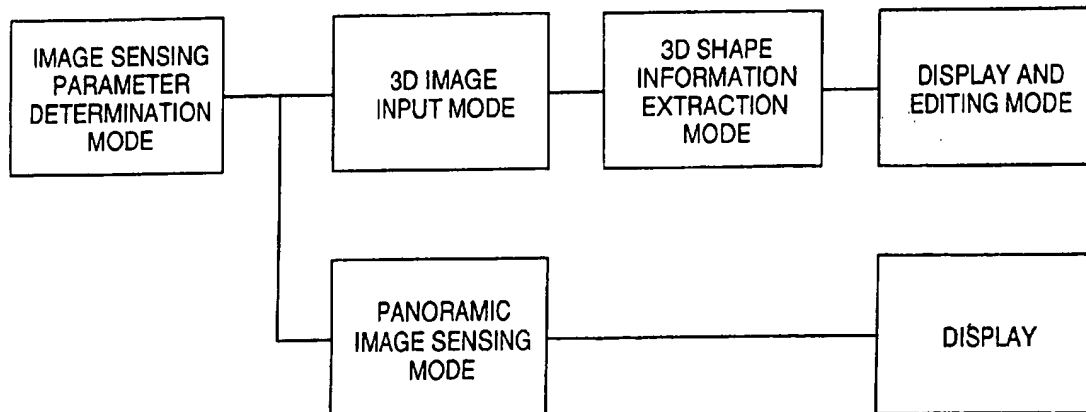 IMAGE SENSING
PARAMETER
DETERMINATION
MODE
3D IMAGE
INPUT MODE
3D SHAPE
INFORMATION
EXTRACTION
MODE
DISPLAY AND
EDITING MODE
PANORAMIC
IMAGE SENSING
MODE
DISPLAY